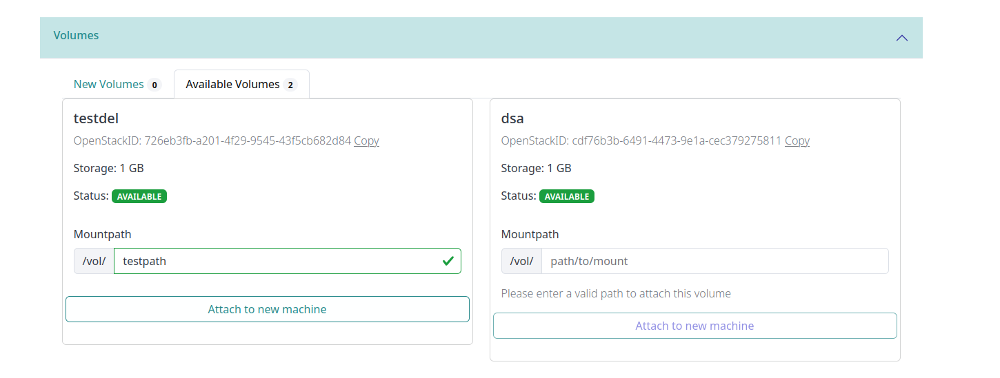 Volumes
New Volumes 0
Available Volumes 2
testdel
OpenStackID: 726eb3fb-a201-4f29-9545-43f5cb682d84 Copy
Storage: 1 GB
Status: AVAILABLE
Mountpath
/vol/ testpath
Attach to new machine
dsa
OpenStackID: cdf76b3b-6491-4473-9e1a-cec379275811 Copy
Storage: 1 GB
Status: AVAILABLE
Mountpath
/vol/ path/to/mount
Please enter a valid path to attach this volume
Attach to new machine